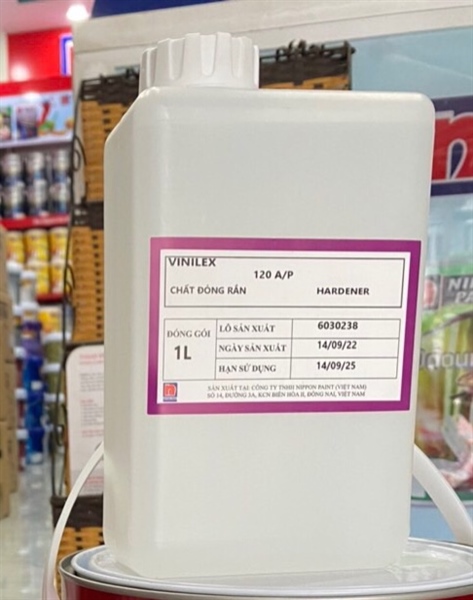 VINILEX
120 A/P
CHẤT ĐÓNG RẮN HARDENER
ĐÓNG GÓI
1L
LÔ SẢN XUẤT 6030238
NGÀY SẢN XUẤT 14/09/22
HẠN SỬ DỤNG 14/09/25
SẢN XUẤT TẠI CÔNG TY TNHH NIPPON PAINT (VIỆT NAM)
SỐ 14, ĐƯỜNG 3A, KCN BIÊN HÒA II, ĐỒNG NAI, VIỆT NAM